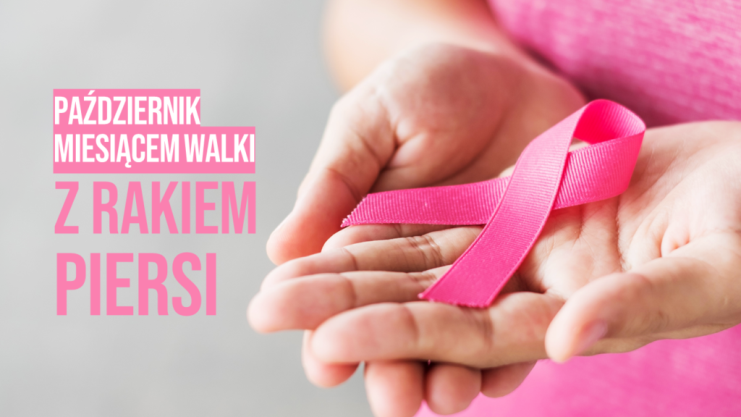 PAŹDZIERNIK
MIESIĄCEM WALKI
Z RAKIEM
PIERSI